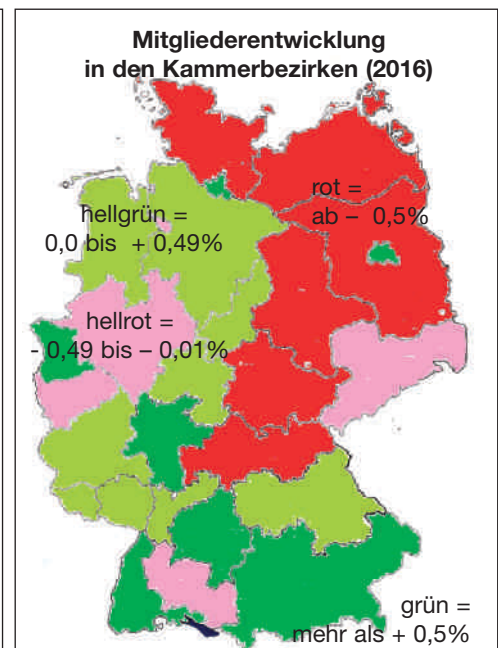 Mitgliederentwicklung
in den Kammerbezirken (2016)
rot =
ab – 0,5%
hellgrün =
0,0 bis + 0,49%
hellrot =
- 0,49 bis – 0,01%
grün =
mehr als + 0,5%